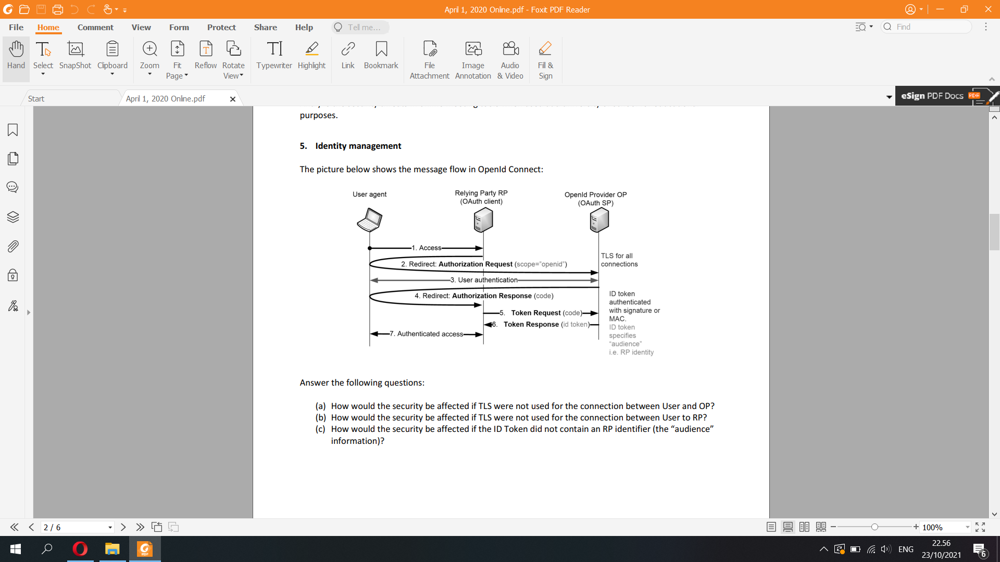 April 1, 2020 Online.pdf - Foxit PDF Reader
File Home Comment View Form Protect Share Help Tell me... Find
Hand Select SnapShot Clipboard Zoom Fit Page Reflow Rotate View Typewriter Highlight Link Bookmark File Attachment Image Annotation Audio & Video Fill & Sign
Start April 1, 2020 Online.pdf
eSign PDF Docs PDF
purposes.
5. Identity management
The picture below shows the message flow in OpenId Connect:
User agent
Relying Party RP
(OAuth client)
OpenId Provider OP
(OAuth SP)
1. Access
TLS for all
connections
2. Redirect: Authorization Request (scope="openid")
3. User authentication
4. Redirect: Authorization Response (code)
ID token
authenticated
with signature or
MAC.
ID token
specifies
"audience"
i.e. RP identity
5. Token Request (code)
6. Token Response (id token)
7. Authenticated access
Answer the following questions:
(a) How would the security be affected if TLS were not used for the connection between User and OP?
(b) How would the security be affected if TLS were not used for the connection between User to RP?
(c) How would the security be affected if the ID Token did not contain an RP identifier (the “audience”
information)?
2 / 6
100%
PDF
ENG
22.56
23/10/2021
6